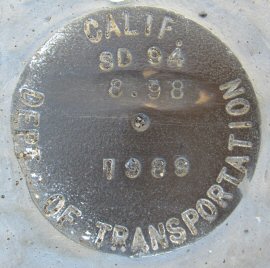 CALIF.
SD 94
8.98
1989
DEPT OF TRANSPORTATION